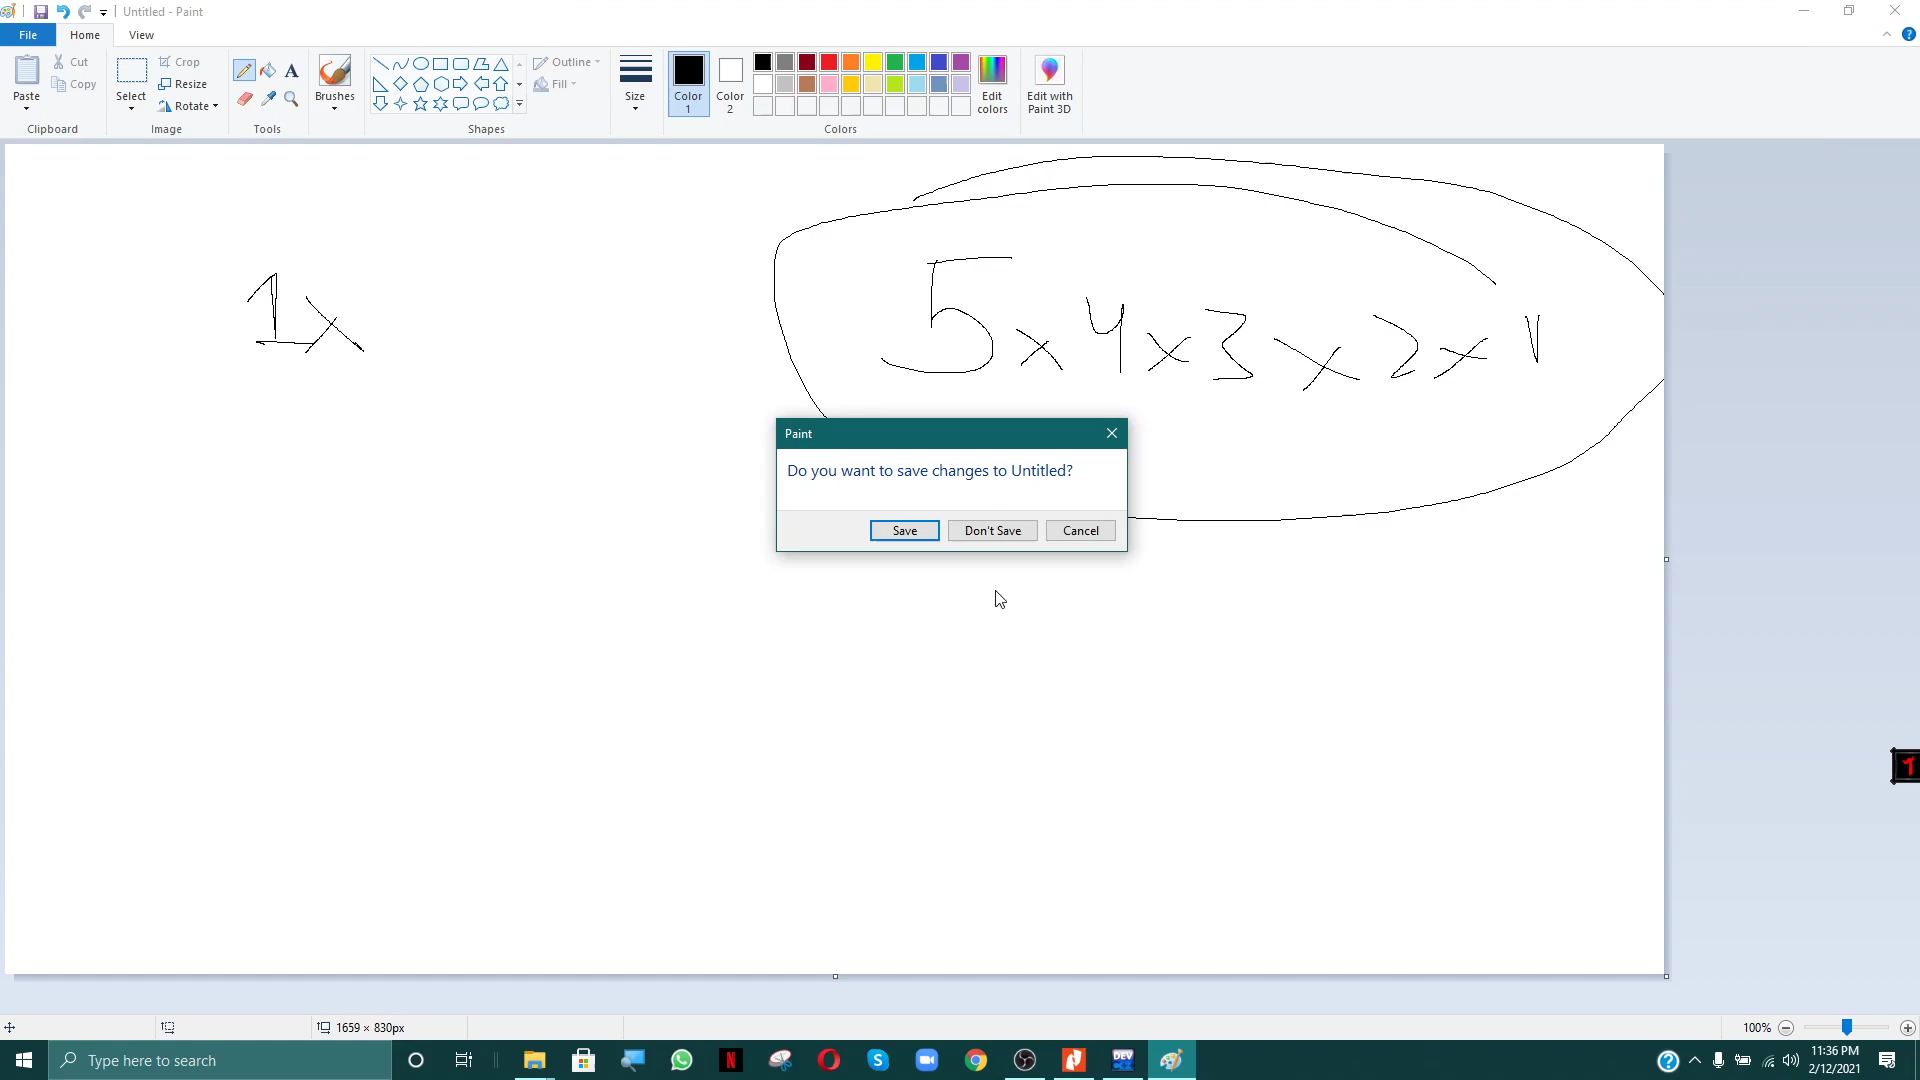 Untitled - Paint
File Home View
Paste
Cut
Copy
Clipboard
Select
Crop
Resize
Rotate
Image
A
Tools
Brushes
Shapes
Outline
Fill
Size
Color 1
Color 2
Edit colors
Colors
Edit with Paint 3D
1x
5x4x3x2x1
Paint
Do you want to save changes to Untitled?
Save Don't Save Cancel
1
1659 × 830px
100%
Type here to search
N
S
DEV
11:36 PM
2/12/2021